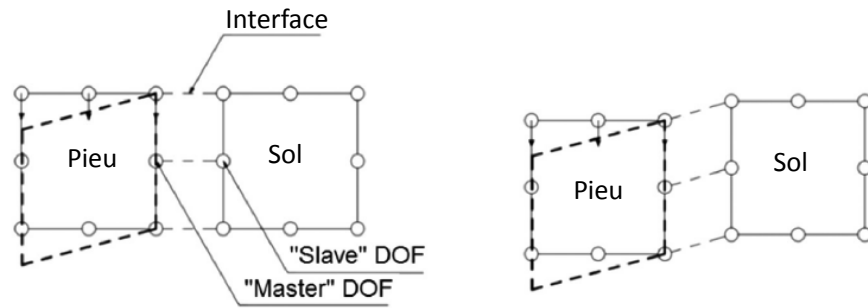 Interface
Pieu
Sol
"Slave" DOF
"Master" DOF
Pieu
Sol